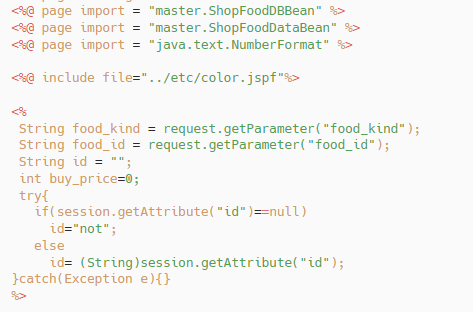 <%@ page import = "master.ShopFoodDBBean" %>
<%@ page import = "master.ShopFoodDataBean" %>
<%@ page import = "java.text.NumberFormat" %>
<%@ include file="../etc/color.jspf"%>
<%
String food_kind = request.getParameter("food_kind");
String food_id = request.getParameter("food_id");
String id = "";
int buy_price=0;
try{
if(session.getAttribute("id")==null)
id="not";
else
id= (String)session.getAttribute("id");
}catch(Exception e){}
%>